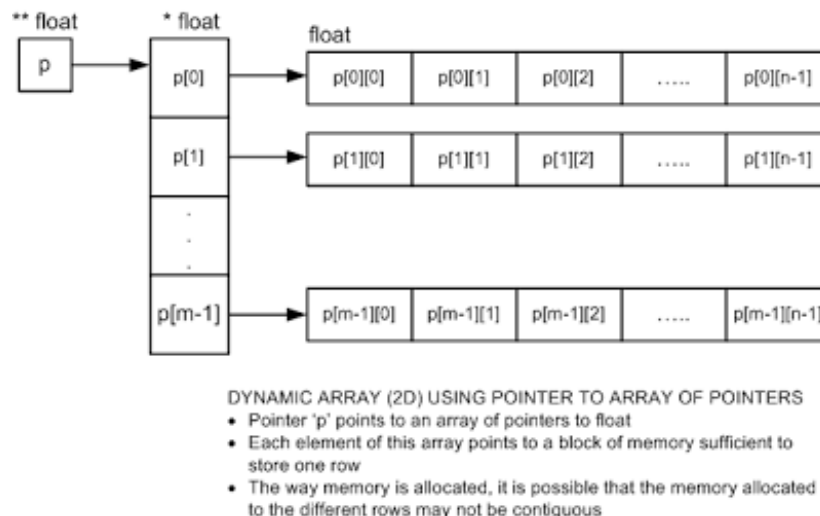 ** float
* float
float
p
p[0]
p[0][0]
p[0][1]
p[0][2]
.....
p[0][n-1]
p[1]
p[1][0]
p[1][1]
p[1][2]
.....
p[1][n-1]
.
.
.
p[m-1]
p[m-1][0]
p[m-1][1]
p[m-1][2]
.....
p[m-1][n-1]
DYNAMIC ARRAY (2D) USING POINTER TO ARRAY OF POINTERS
• Pointer 'p' points to an array of pointers to float
• Each element of this array points to a block of memory sufficient to
store one row
• The way memory is allocated, it is possible that the memory allocated
to the different rows may not be contiguous